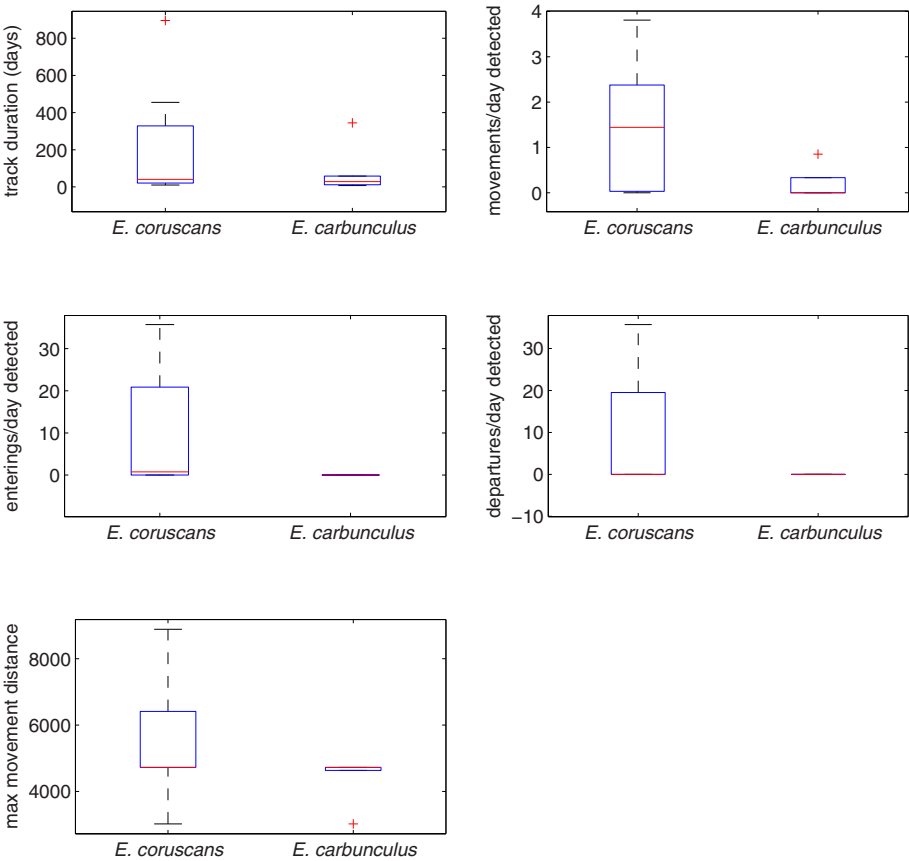 track duration (days)
800
600
400
200
0
E. coruscans
E. carbunculus
movements/day detected
4
3
2
1
0
E. coruscans
E. carbunculus
enterings/day detected
30
20
10
0
E. coruscans
E. carbunculus
departures/day detected
30
20
10
0
−10
E. coruscans
E. carbunculus
max movement distance
8000
6000
4000
E. coruscans
E. carbunculus